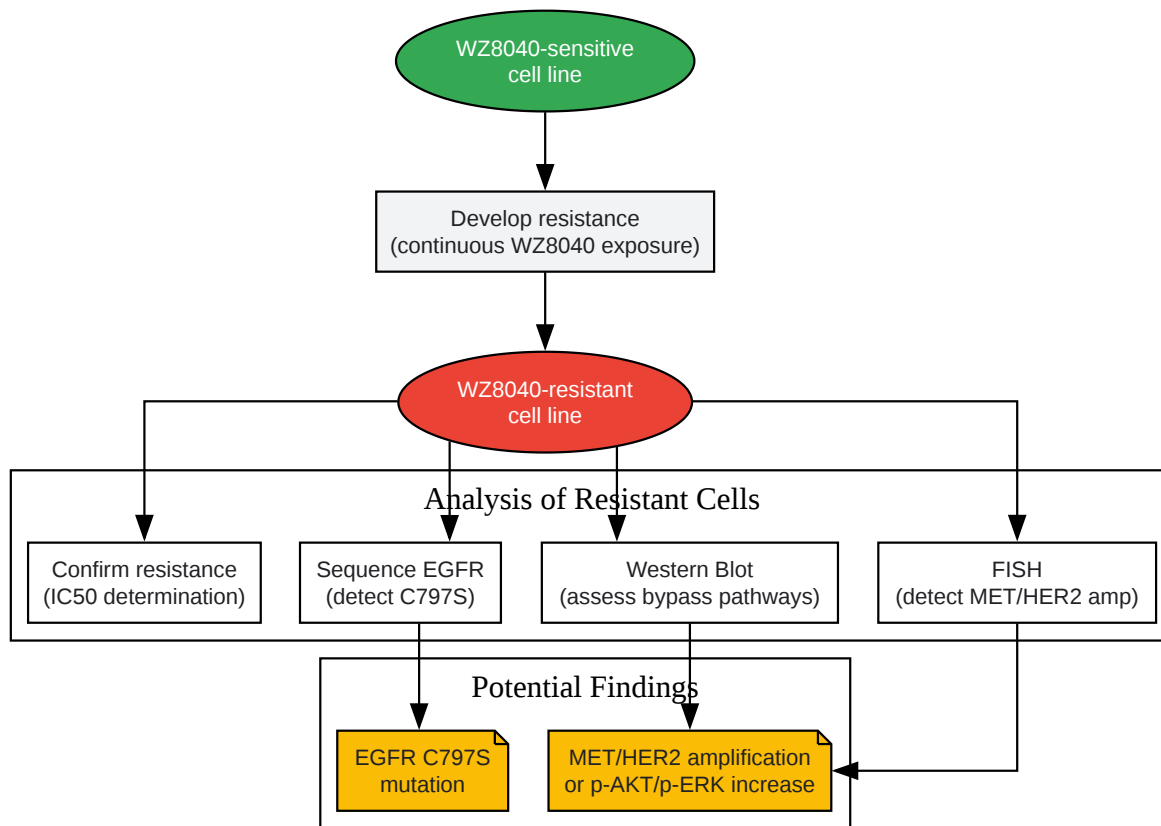 WZ8040-sensitive
cell line
Develop resistance
(continuous WZ8040 exposure)
WZ8040-resistant
cell line
Analysis of Resistant Cells
Confirm resistance
(IC50 determination)
Sequence EGFR
(detect C797S)
Western Blot
(assess bypass pathways)
FISH
(detect MET/HER2 amp)
Potential Findings
EGFR C797S
mutation
MET/HER2 amplification
or p-AKT/p-ERK increase